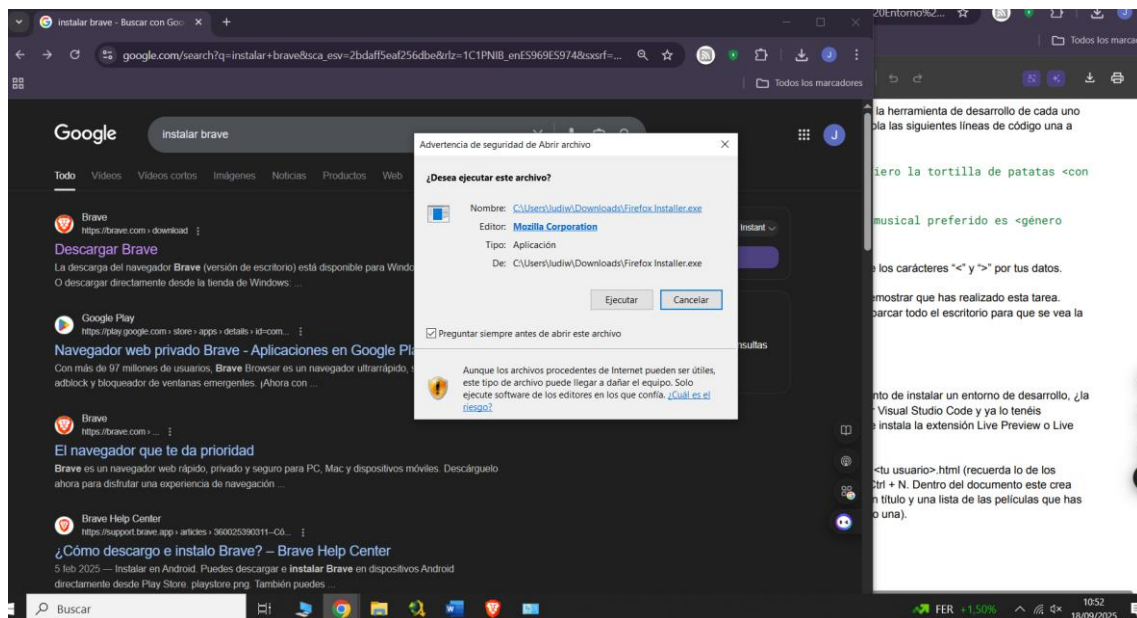 instalar brave - Buscar con Goo
20Entorno%2...
google.com/search?q=instalar+brave&sca_esv=2bdaff5eaf256dbe&rlz=1C1PNIB_enES969ES974&sxsrf=...
Todos los marcadores
Todos los marca
Google
instalar brave
J
Todo Vídeos Vídeos cortos Imágenes Noticias Productos Web
Brave
https://brave.com › download
Descargar Brave
La descarga del navegador Brave (versión de escritorio) está disponible para Windo
O descargar directamente desde la tienda de Windows: ...
Google Play
https://play.google.com › store › apps › details › id=com...
Navegador web privado Brave - Aplicaciones en Google Pl
Con más de 97 millones de usuarios, Brave Browser es un navegador ultrarrápido, s
adblock y bloqueador de ventanas emergentes. ¡Ahora con ...
Brave
https://brave.com › ...
El navegador que te da prioridad
Brave es un navegador web rápido, privado y seguro para PC, Mac y dispositivos móviles. Descárguelo
ahora para disfrutar una experiencia de navegación ...
Brave Help Center
https://support.brave.app › articles › 360025390311--Có...
¿Cómo descargo e instalo Brave? – Brave Help Center
5 feb 2025 — Instalar en Android. Puedes descargar e instalar Brave en dispositivos Android
directamente desde Play Store. playstore.png. También puedes ...
Advertencia de seguridad de Abrir archivo
¿Desea ejecutar este archivo?
Nombre: C:\Users\ludiw\Downloads\Firefox Installer.exe
Editor: Mozilla Corporation
Tipo: Aplicación
De: C:\Users\ludiw\Downloads\Firefox Installer.exe
Ejecutar Cancelar
Preguntar siempre antes de abrir este archivo
Aunque los archivos procedentes de Internet pueden ser útiles,
este tipo de archivo puede llegar a dañar el equipo. Solo
ejecute software de los editores en los que confía. ¿Cuál es el
riesgo?
Instant
nsultas
la herramienta de desarrollo de cada uno
las siguientes líneas de código una a
iero la tortilla de patatas <con
musical preferido es <género
los carácteres "<" y ">" por tus datos.
mostrar que has realizado esta tarea.
barcar todo el escritorio para que se vea la
nto de instalar un entorno de desarrollo, ¿la
Visual Studio Code y ya lo tenéis
instala la extensión Live Preview o Live
<tu usuario>.html (recuerda lo de los
Ctrl + N. Dentro del documento este crea
n título y una lista de las películas que has
o una).
Buscar
FER +1,50%
10:52
18/09/2025